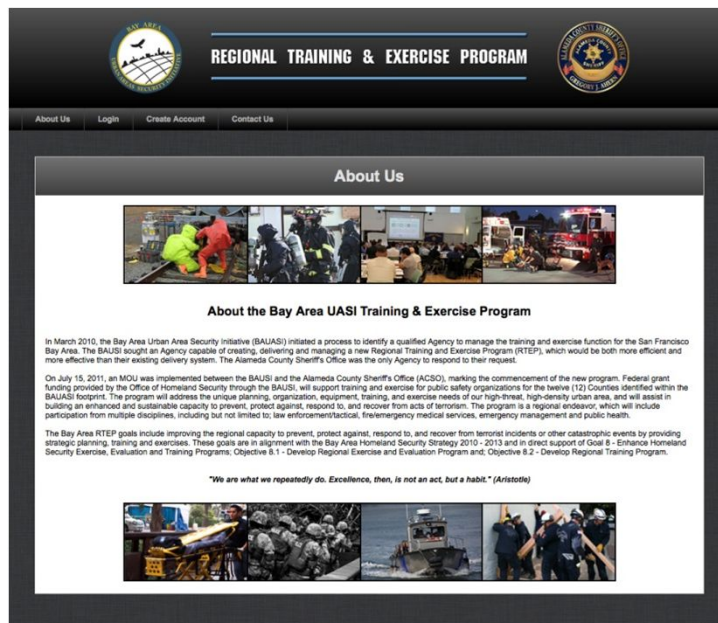 BAY AREA
ALAMEDA COUNTY SHERIFF'S OFFICE
REGIONAL TRAINING & EXERCISE PROGRAM
ALAMEDA COUNTY
SHERIFF
GREGORY J. AHERN
About Us Login Create Account Contact Us
About Us
About the Bay Area UASI Training & Exercise Program
In March 2010, the Bay Area Urban Area Security Initiative (BAUASI) initiated a process to identify a qualified Agency to manage the training and exercise function for the San Francisco
Bay Area. The BAUSI sought an Agency capable of creating, delivering and managing a new Regional Training and Exercise Program (RTEP), which would be both more efficient and
more effective than their existing delivery system. The Alameda County Sheriff's Office was the only Agency to respond to their request.
On July 15, 2011, an MOU was implemented between the BAUSI and the Alameda County Sheriff's Office (ACSO), marking the commencement of the new program. Federal grant
funding provided by the Office of Homeland Security through the BAUSI, will support training and exercise for public safety organizations for the twelve (12) Counties identified within the
BAUASI footprint. The program will address the unique planning, organization, equipment, training, and exercise needs of our high-threat, high-density urban area, and will assist in
building an enhanced and sustainable capacity to prevent, protect against, respond to, and recover from acts of terrorism. The program is a regional endeavor, which will include
participation from multiple disciplines, including but not limited to; law enforcement/tactical, fire/emergency medical services, emergency management and public health.
The Bay Area RTEP goals include improving the regional capacity to prevent, protect against, respond to, and recover from terrorist incidents or other catastrophic events by providing
strategic planning, training and exercises. These goals are in alignment with the Bay Area Homeland Security Strategy 2010 - 2013 and in direct support of Goal 8 - Enhance Homeland
Security Exercise, Evaluation and Training Programs; Objective 8.1 - Develop Regional Exercise and Evaluation Program and; Objective 8.2 - Develop Regional Training Program.
"We are what we repeatedly do. Excellence, then, is not an act, but a habit." (Aristotle)